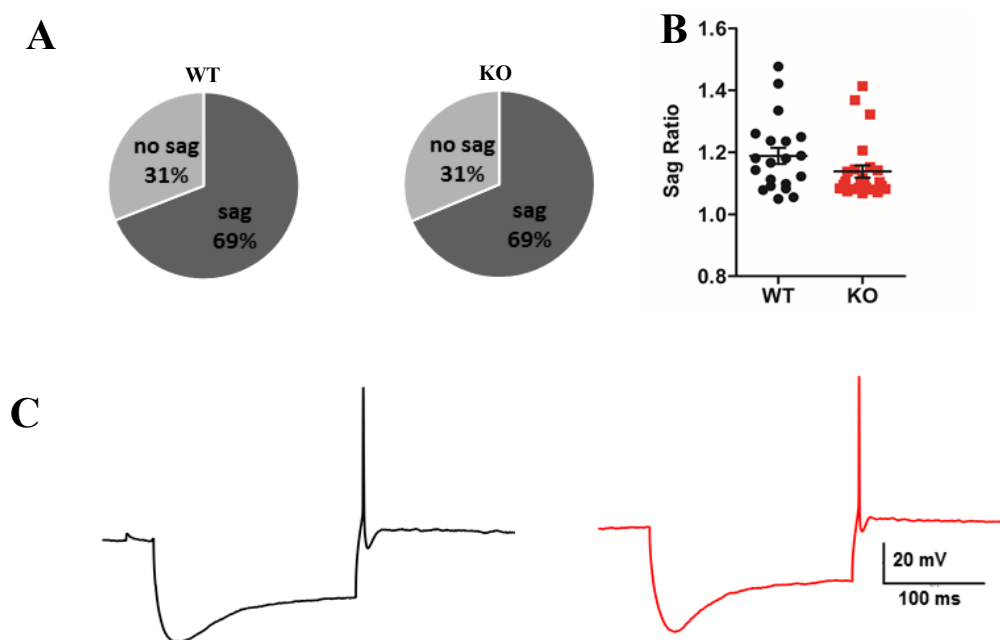 A
WT
no sag
31%
sag
69%
KO
no sag
31%
sag
69%
B
Sag Ratio
1.6
1.4
1.2
1.0
0.8
WT
KO
C
20 mV
100 ms